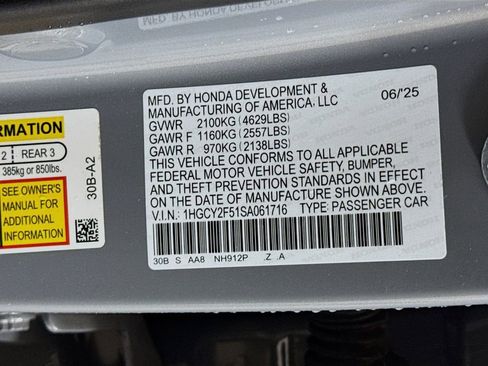 MFD. BY HONDA DEVELOPMENT &
MANUFACTURING OF AMERICA, LLC 06/'25
GVWR 2100KG (4629LBS)
GAWR F 1160KG (2557LBS)
GAWR R 970KG (2138LBS)
THIS VEHICLE CONFORMS TO ALL APPLICABLE
FEDERAL MOTOR VEHICLE SAFETY, BUMPER,
AND THEFT PREVENTION STANDARDS IN EFFECT
ON THE DATE OF MANUFACTURE SHOWN ABOVE.
V.I.N.: 1HGCY2F51SA061716 TYPE: PASSENGER CAR
30B S AA8 NH912P .Z .A
FORMATION
2 REAR 3
385kg or 850lbs.
SEE OWNER'S
MANUAL FOR
ADDITIONAL
INFORMATION
30B-A2